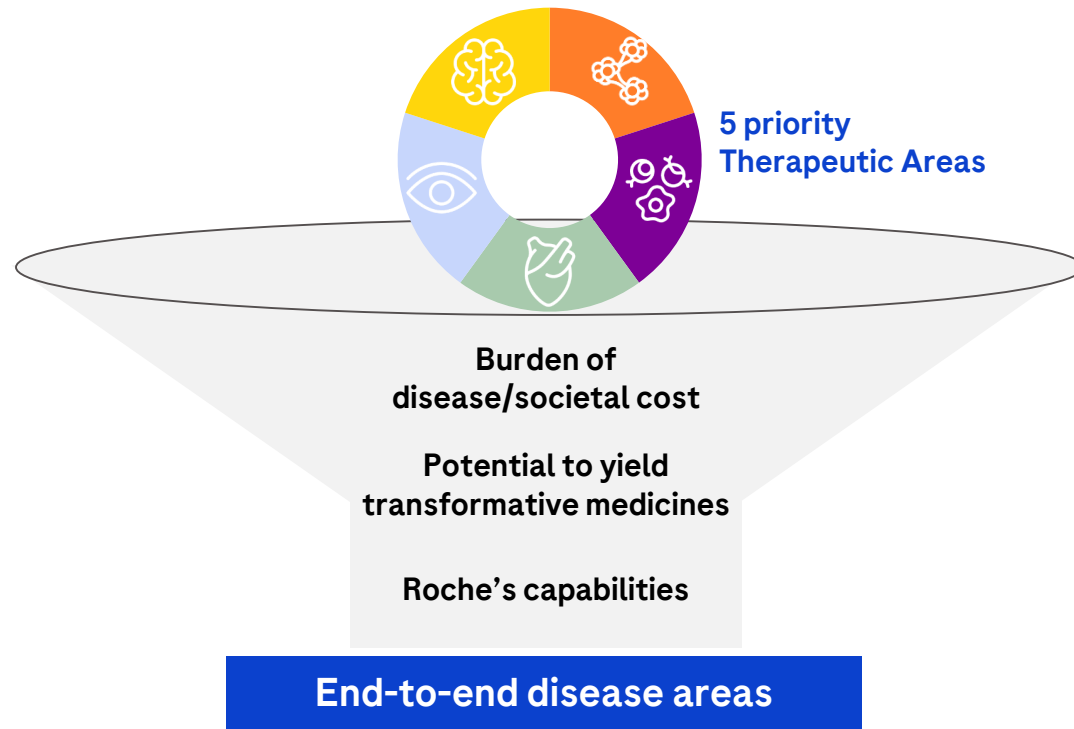 5 priority
Therapeutic Areas
Burden of
disease/societal cost
Potential to yield
transformative medicines
Roche’s capabilities
End-to-end disease areas